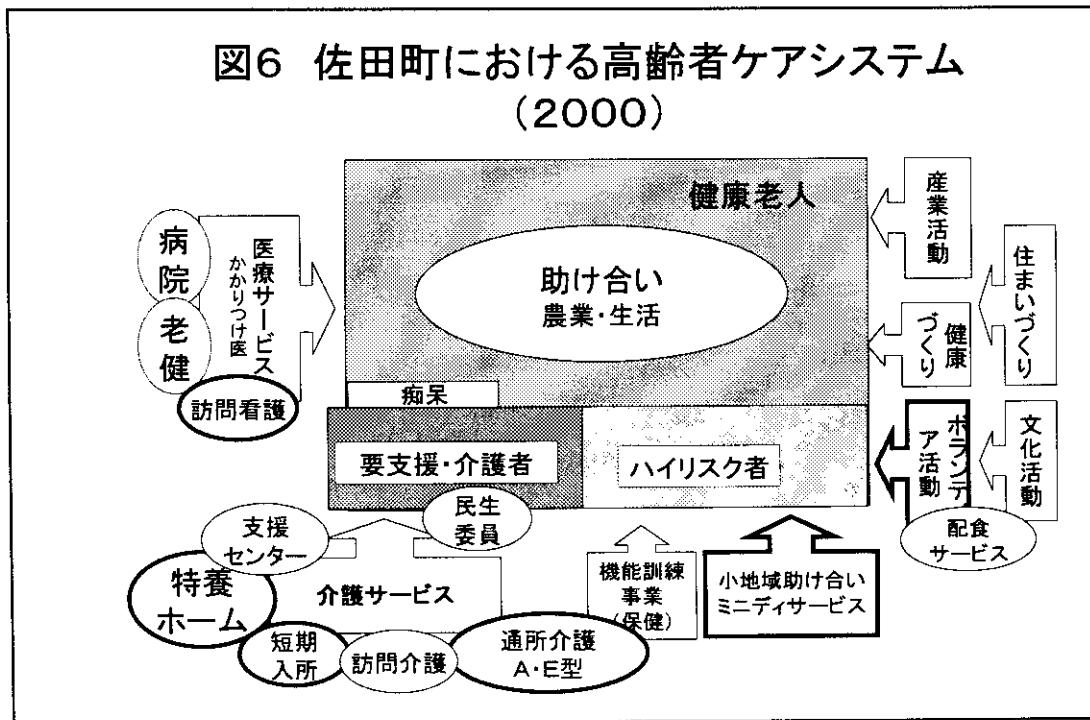 図6 佐田町における高齢者ケアシステム
(2000)
健康老人
助け合い
農業・生活
痴呆
要支援・介護者
ハイリスク者
病院
老健
訪問看護
医療サービス
かかりつけ医
産業活動
健康
づくり
住まいづくり
ボランテ
ィア活動
文化活動
配食
サービス
民生
委員
支援
センター
特養
ホーム
介護サービス
短期
入所
訪問介護
通所介護
A・E型
機能訓練
事業
(保健)
小地域助け合い
ミニディサービス